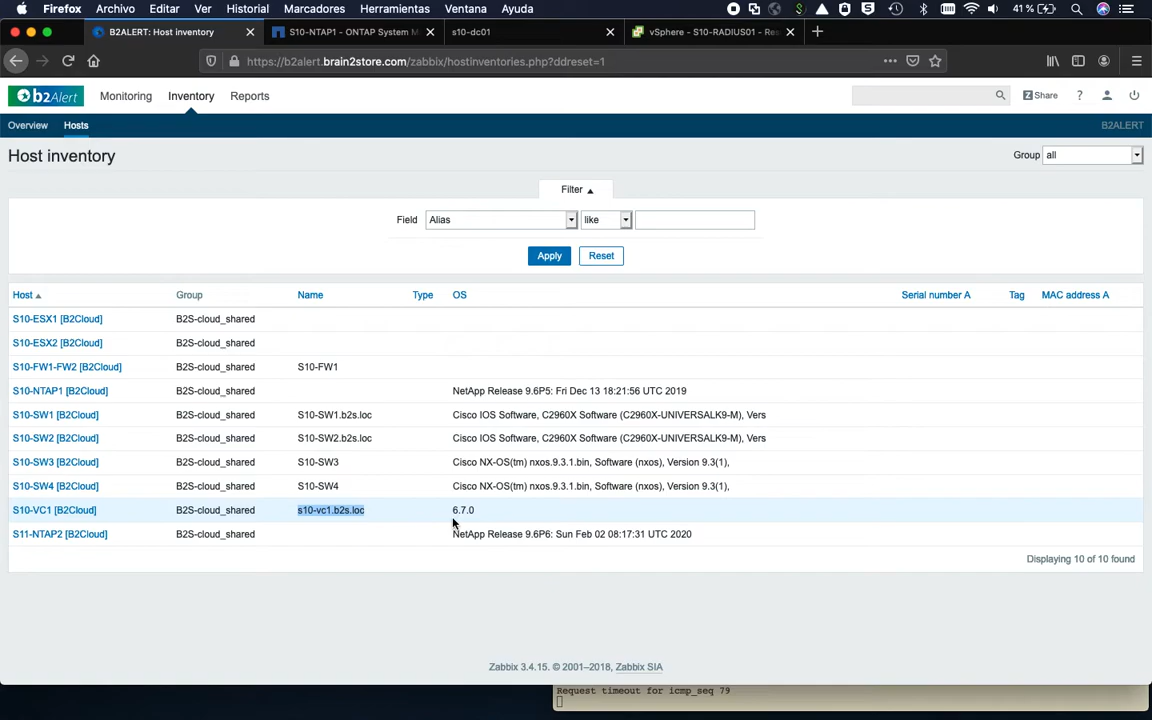 Firefox Archivo Editar Ver Historial Marcadores Herramientas Ventana Ayuda 41 %
B2ALERT: Host inventory S10-NTAP1 - ONTAP System M s10-dc01 vSphere - S10-RADIUS01 - Res
https://b2alert.brain2store.com/zabbix/hostinventories.php?ddreset=1
b2Alert Monitoring Inventory Reports Z Share ?
Overview Hosts B2ALERT
Host inventory Group all
Filter
Field Alias like
Apply Reset
Host Group Name Type OS Serial number A Tag MAC address A
S10-ESX1 [B2Cloud] B2S-cloud_shared
S10-ESX2 [B2Cloud] B2S-cloud_shared
S10-FW1-FW2 [B2Cloud] B2S-cloud_shared S10-FW1
S10-NTAP1 [B2Cloud] B2S-cloud_shared NetApp Release 9.6P5: Fri Dec 13 18:21:56 UTC 2019
S10-SW1 [B2Cloud] B2S-cloud_shared S10-SW1.b2s.loc Cisco IOS Software, C2960X Software (C2960X-UNIVERSALK9-M), Vers
S10-SW2 [B2Cloud] B2S-cloud_shared S10-SW2.b2s.loc Cisco IOS Software, C2960X Software (C2960X-UNIVERSALK9-M), Vers
S10-SW3 [B2Cloud] B2S-cloud_shared S10-SW3 Cisco NX-OS(tm) nxos.9.3.1.bin, Software (nxos), Version 9.3(1),
S10-SW4 [B2Cloud] B2S-cloud_shared S10-SW4 Cisco NX-OS(tm) nxos.9.3.1.bin, Software (nxos), Version 9.3(1),
S10-VC1 [B2Cloud] B2S-cloud_shared s10-vc1.b2s.loc 6.7.0
S11-NTAP2 [B2Cloud] B2S-cloud_shared NetApp Release 9.6P6: Sun Feb 02 08:17:31 UTC 2020
Displaying 10 of 10 found
Zabbix 3.4.15. © 2001–2018, Zabbix SIA
Request timeout for icmp_seq 79